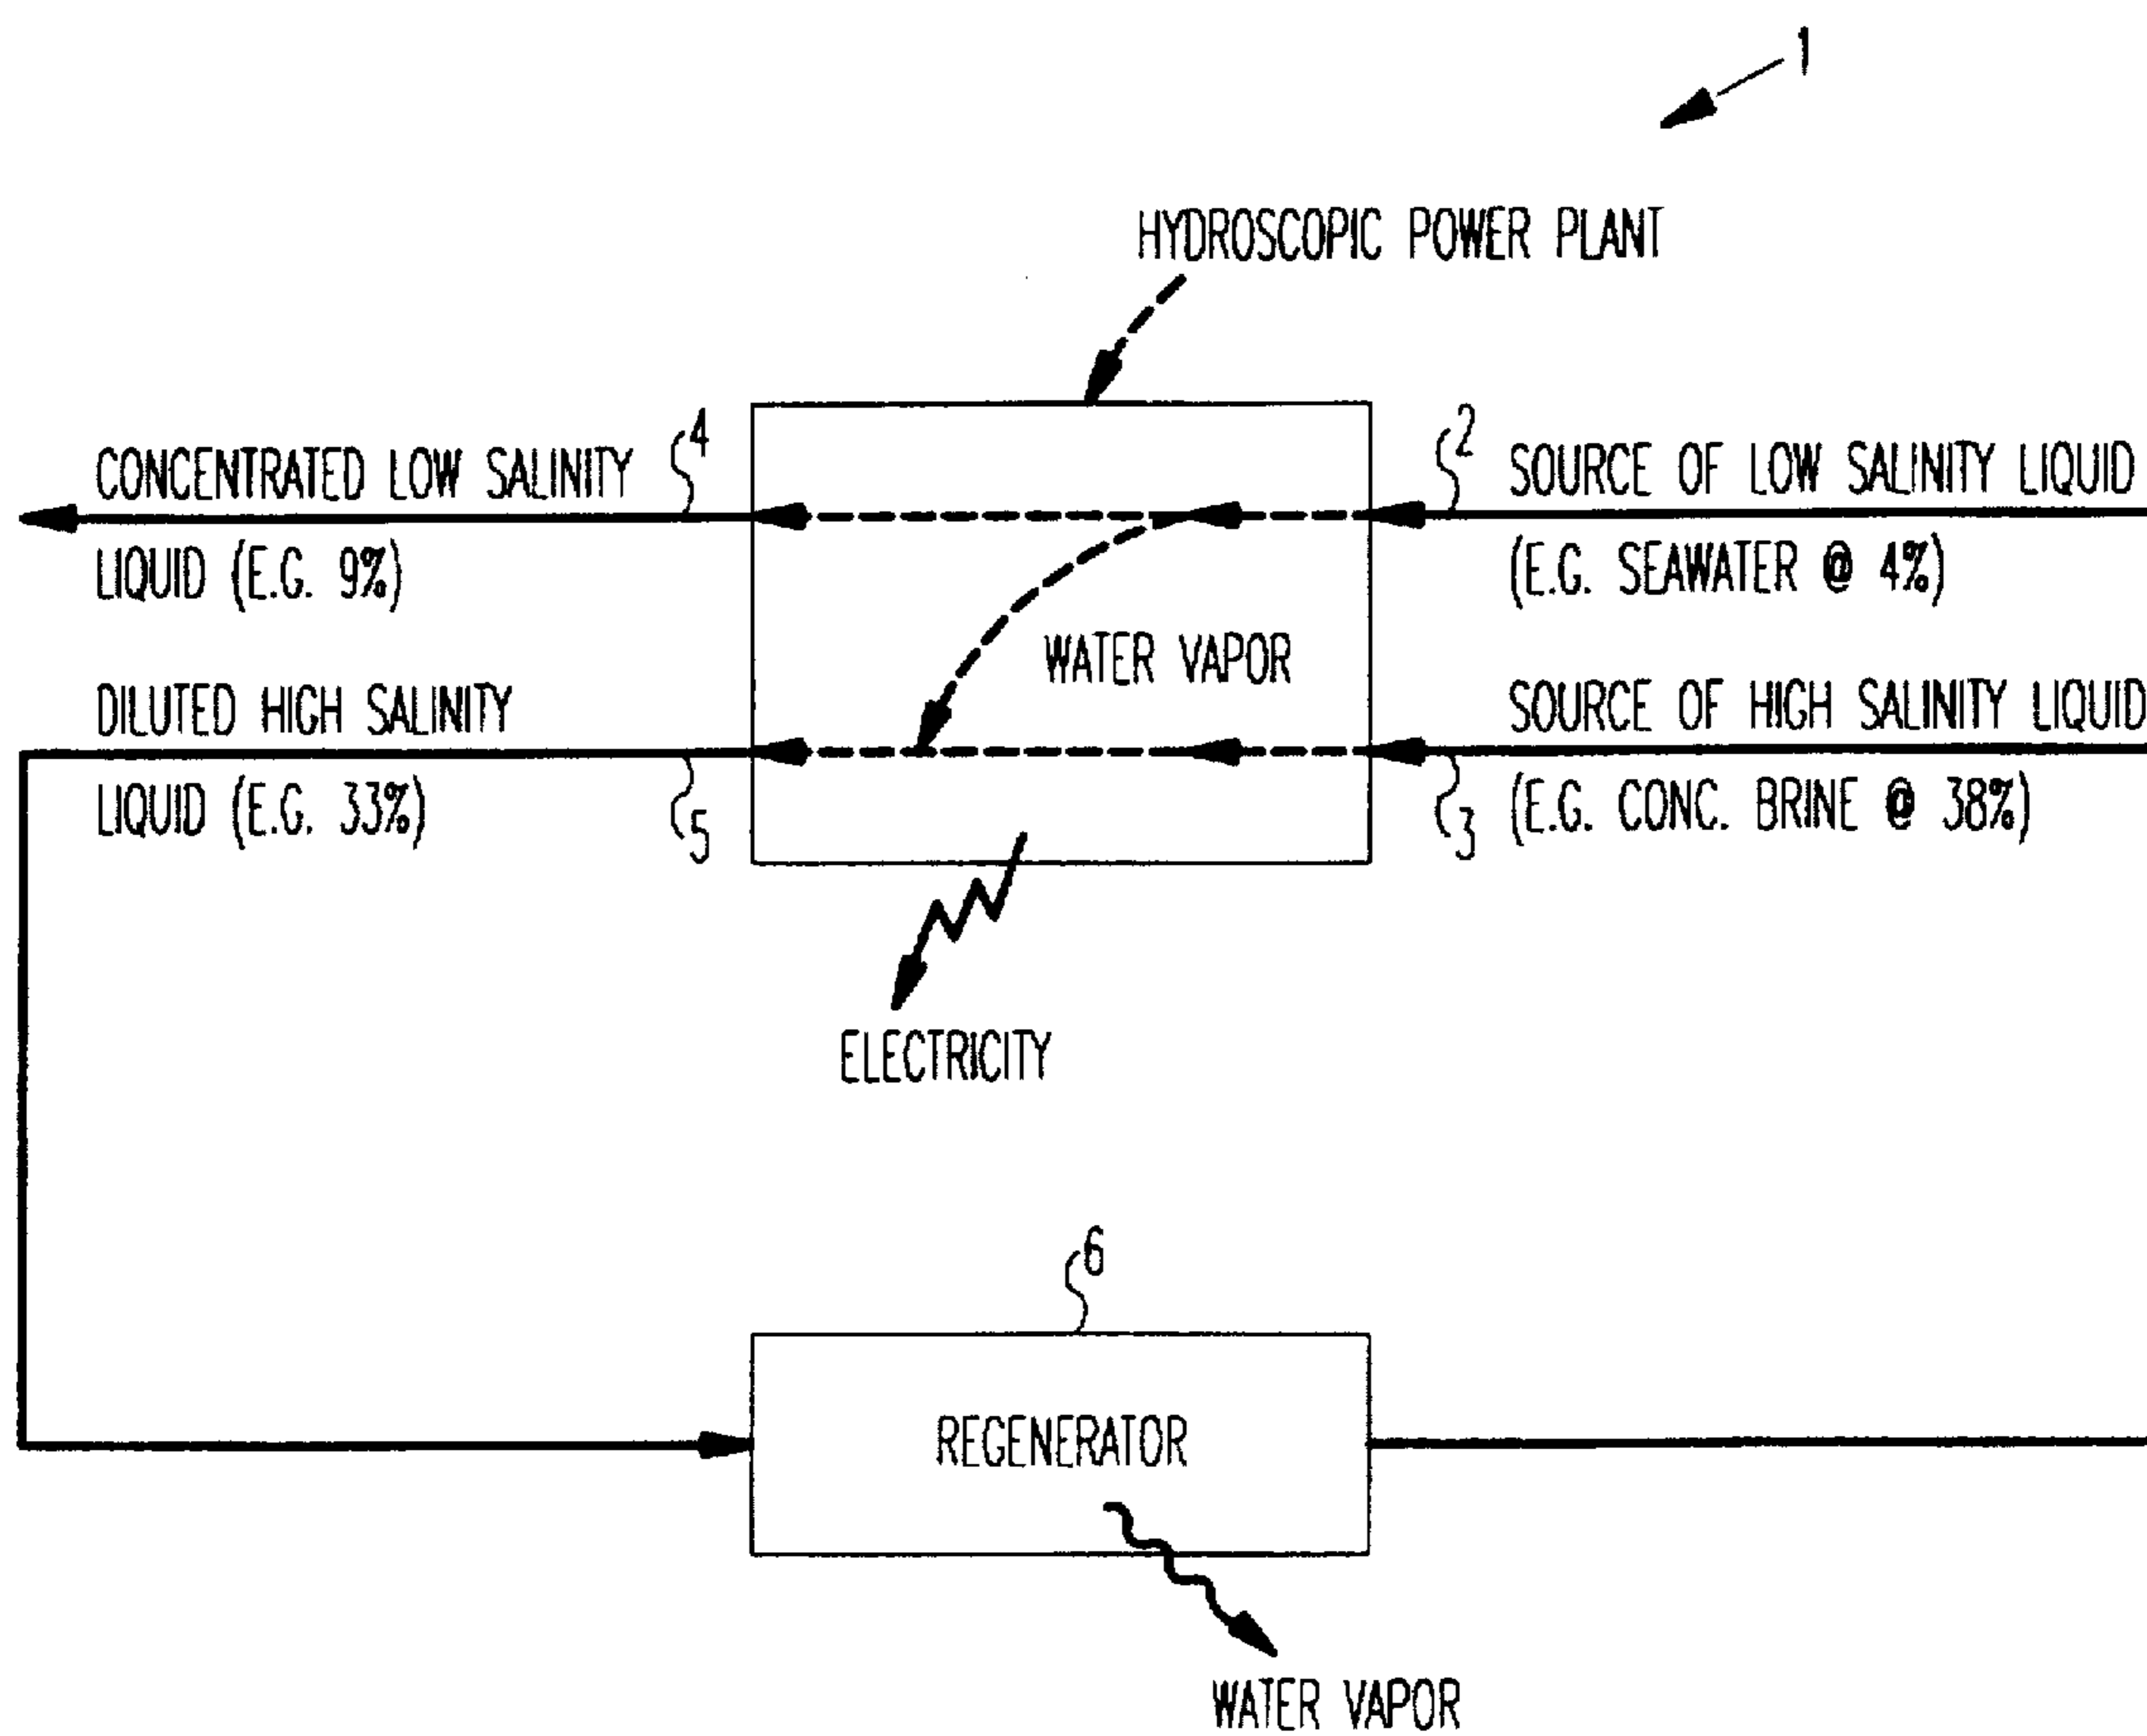 1
HYDROSCOPIC POWER PLANT
CONCENTRATED LOW SALINITY
4
2
SOURCE OF LOW SALINITY LIQUID
LIQUID (E.G. 9%)
(E.G. SEAWATER @ 4%)
WATER VAPOR
DILUTED HIGH SALINITY
SOURCE OF HIGH SALINITY LIQUID
LIQUID (E.G. 33%)
5
3
(E.G. CONC. BRINE @ 38%)
ELECTRICITY
6
REGENERATOR
WATER VAPOR